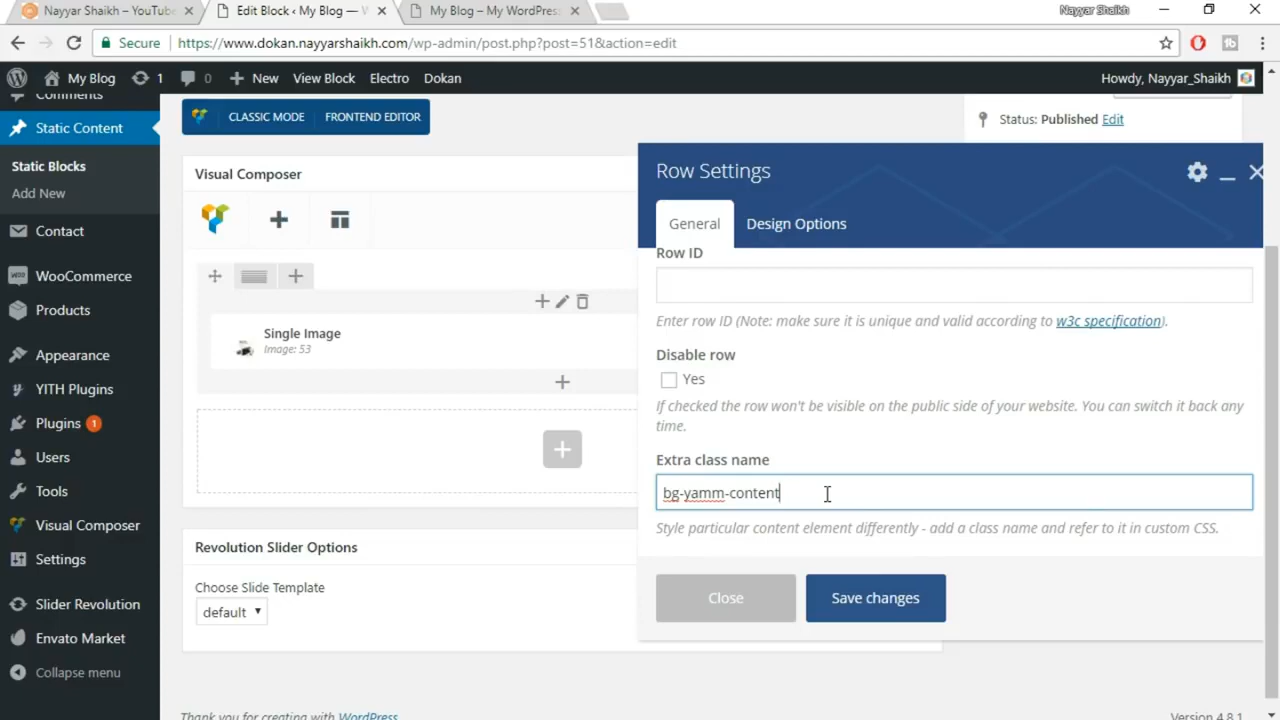 Nayyar Shaikh – YouTube
Edit Block ‹ My Blog — W
My Blog – My WordPress
Nayyar Shaikh
Secure
https://www.dokan.nayyarshaikh.com/wp-admin/post.php?post=51&action=edit
My Blog
1
0
New
View Block
Electro
Dokan
Howdy, Nayyar_Shaikh
Comments
Static Content
Static Blocks
Add New
Contact
WooCommerce
Products
Appearance
YITH Plugins
Plugins 1
Users
Tools
Visual Composer
Settings
Slider Revolution
Envato Market
Collapse menu
CLASSIC MODE
FRONTEND EDITOR
Status: Published Edit
Visual Composer
Single Image
Image: 53
Revolution Slider Options
Choose Slide Template
default
Row Settings
General
Design Options
Row ID
Enter row ID (Note: make sure it is unique and valid according to w3c specification).
Disable row
Yes
If checked the row won't be visible on the public side of your website. You can switch it back any
time.
Extra class name
bg-yamm-content
Style particular content element differently - add a class name and refer to it in custom CSS.
Close
Save changes
Thank you for creating with WordPress
Version 4.8.1